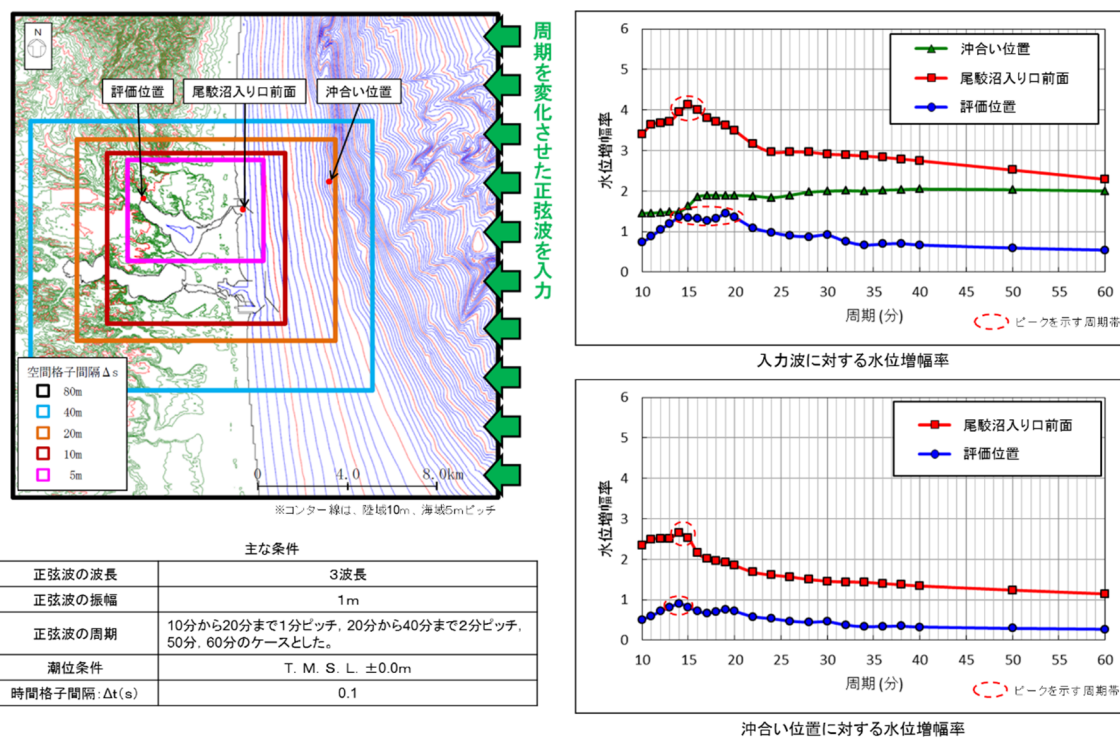 N
評価位置
尾駮沼入り口前面
沖合い位置
周期を変化させた正弦波を入力
空間格子間隔Δs
80m
40m
20m
10m
5m
0 4.0 8.0km
※コンター線は、陸域10m、海域5mピッチ
主な条件
正弦波の波長 3波長
正弦波の振幅 1m
正弦波の周期
10分から20分まで1分ピッチ，20分から40分まで2分ピッチ，
50分，60分のケースとした。
潮位条件 T. M. S. L. ±0.0m
時間格子間隔:Δt(s) 0.1
水位増幅率
6
5
4
3
2
1
0
沖合い位置
尾駮沼入り口前面
評価位置
10 15 20 25 30 35 40 45 50 55 60
周期(分)
ピークを示す周期帯
入力波に対する水位増幅率
水位増幅率
6
5
4
3
2
1
0
尾駮沼入り口前面
評価位置
10 15 20 25 30 35 40 45 50 55 60
周期(分)
ピークを示す周期帯
沖合い位置に対する水位増幅率